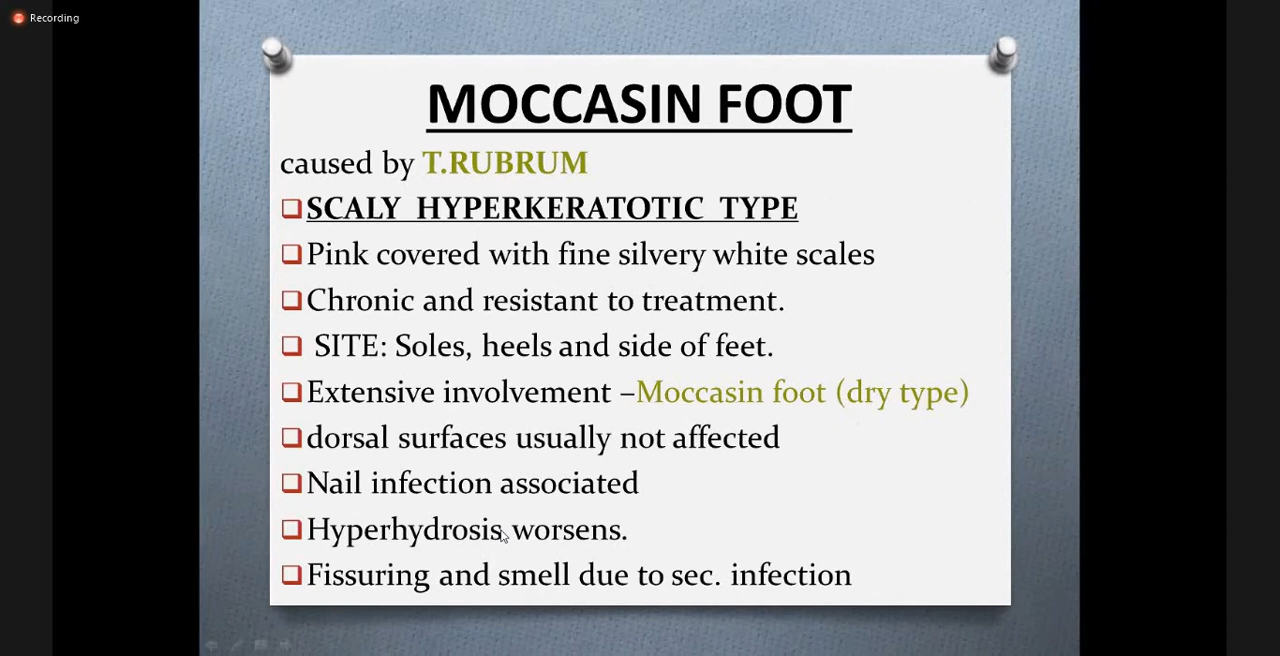 Recording
MOCCASIN FOOT
caused by T.RUBRUM
SCALY HYPERKERATOTIC TYPE
Pink covered with fine silvery white scales
Chronic and resistant to treatment.
SITE: Soles, heels and side of feet.
Extensive involvement –Moccasin foot (dry type)
dorsal surfaces usually not affected
Nail infection associated
Hyperhydrosis worsens.
Fissuring and smell due to sec. infection